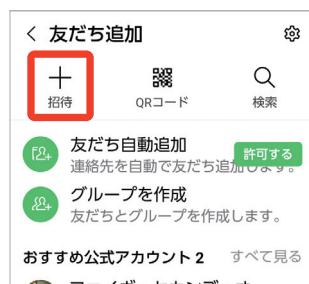 友だち追加
招待
QRコード
検索
友だち自動追加
許可する
連絡先を自動で友だち追加します。
グループを作成
友だちとグループを作成します。
おすすめ公式アカウント 2
すべて見る